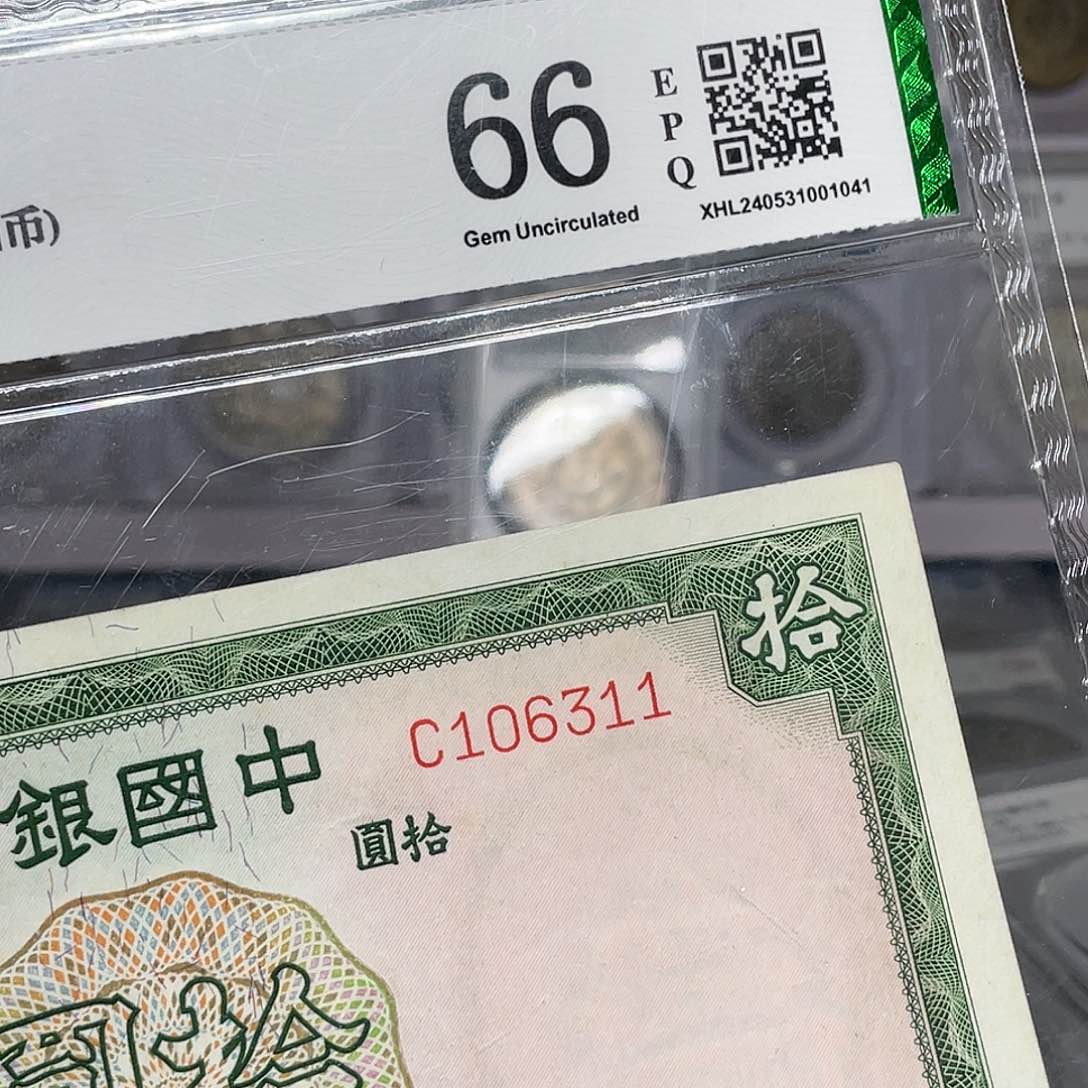 66
E
P
Q
Gem Uncirculated
XHL240531001041
币)
拾
C106311
銀國中
圓拾